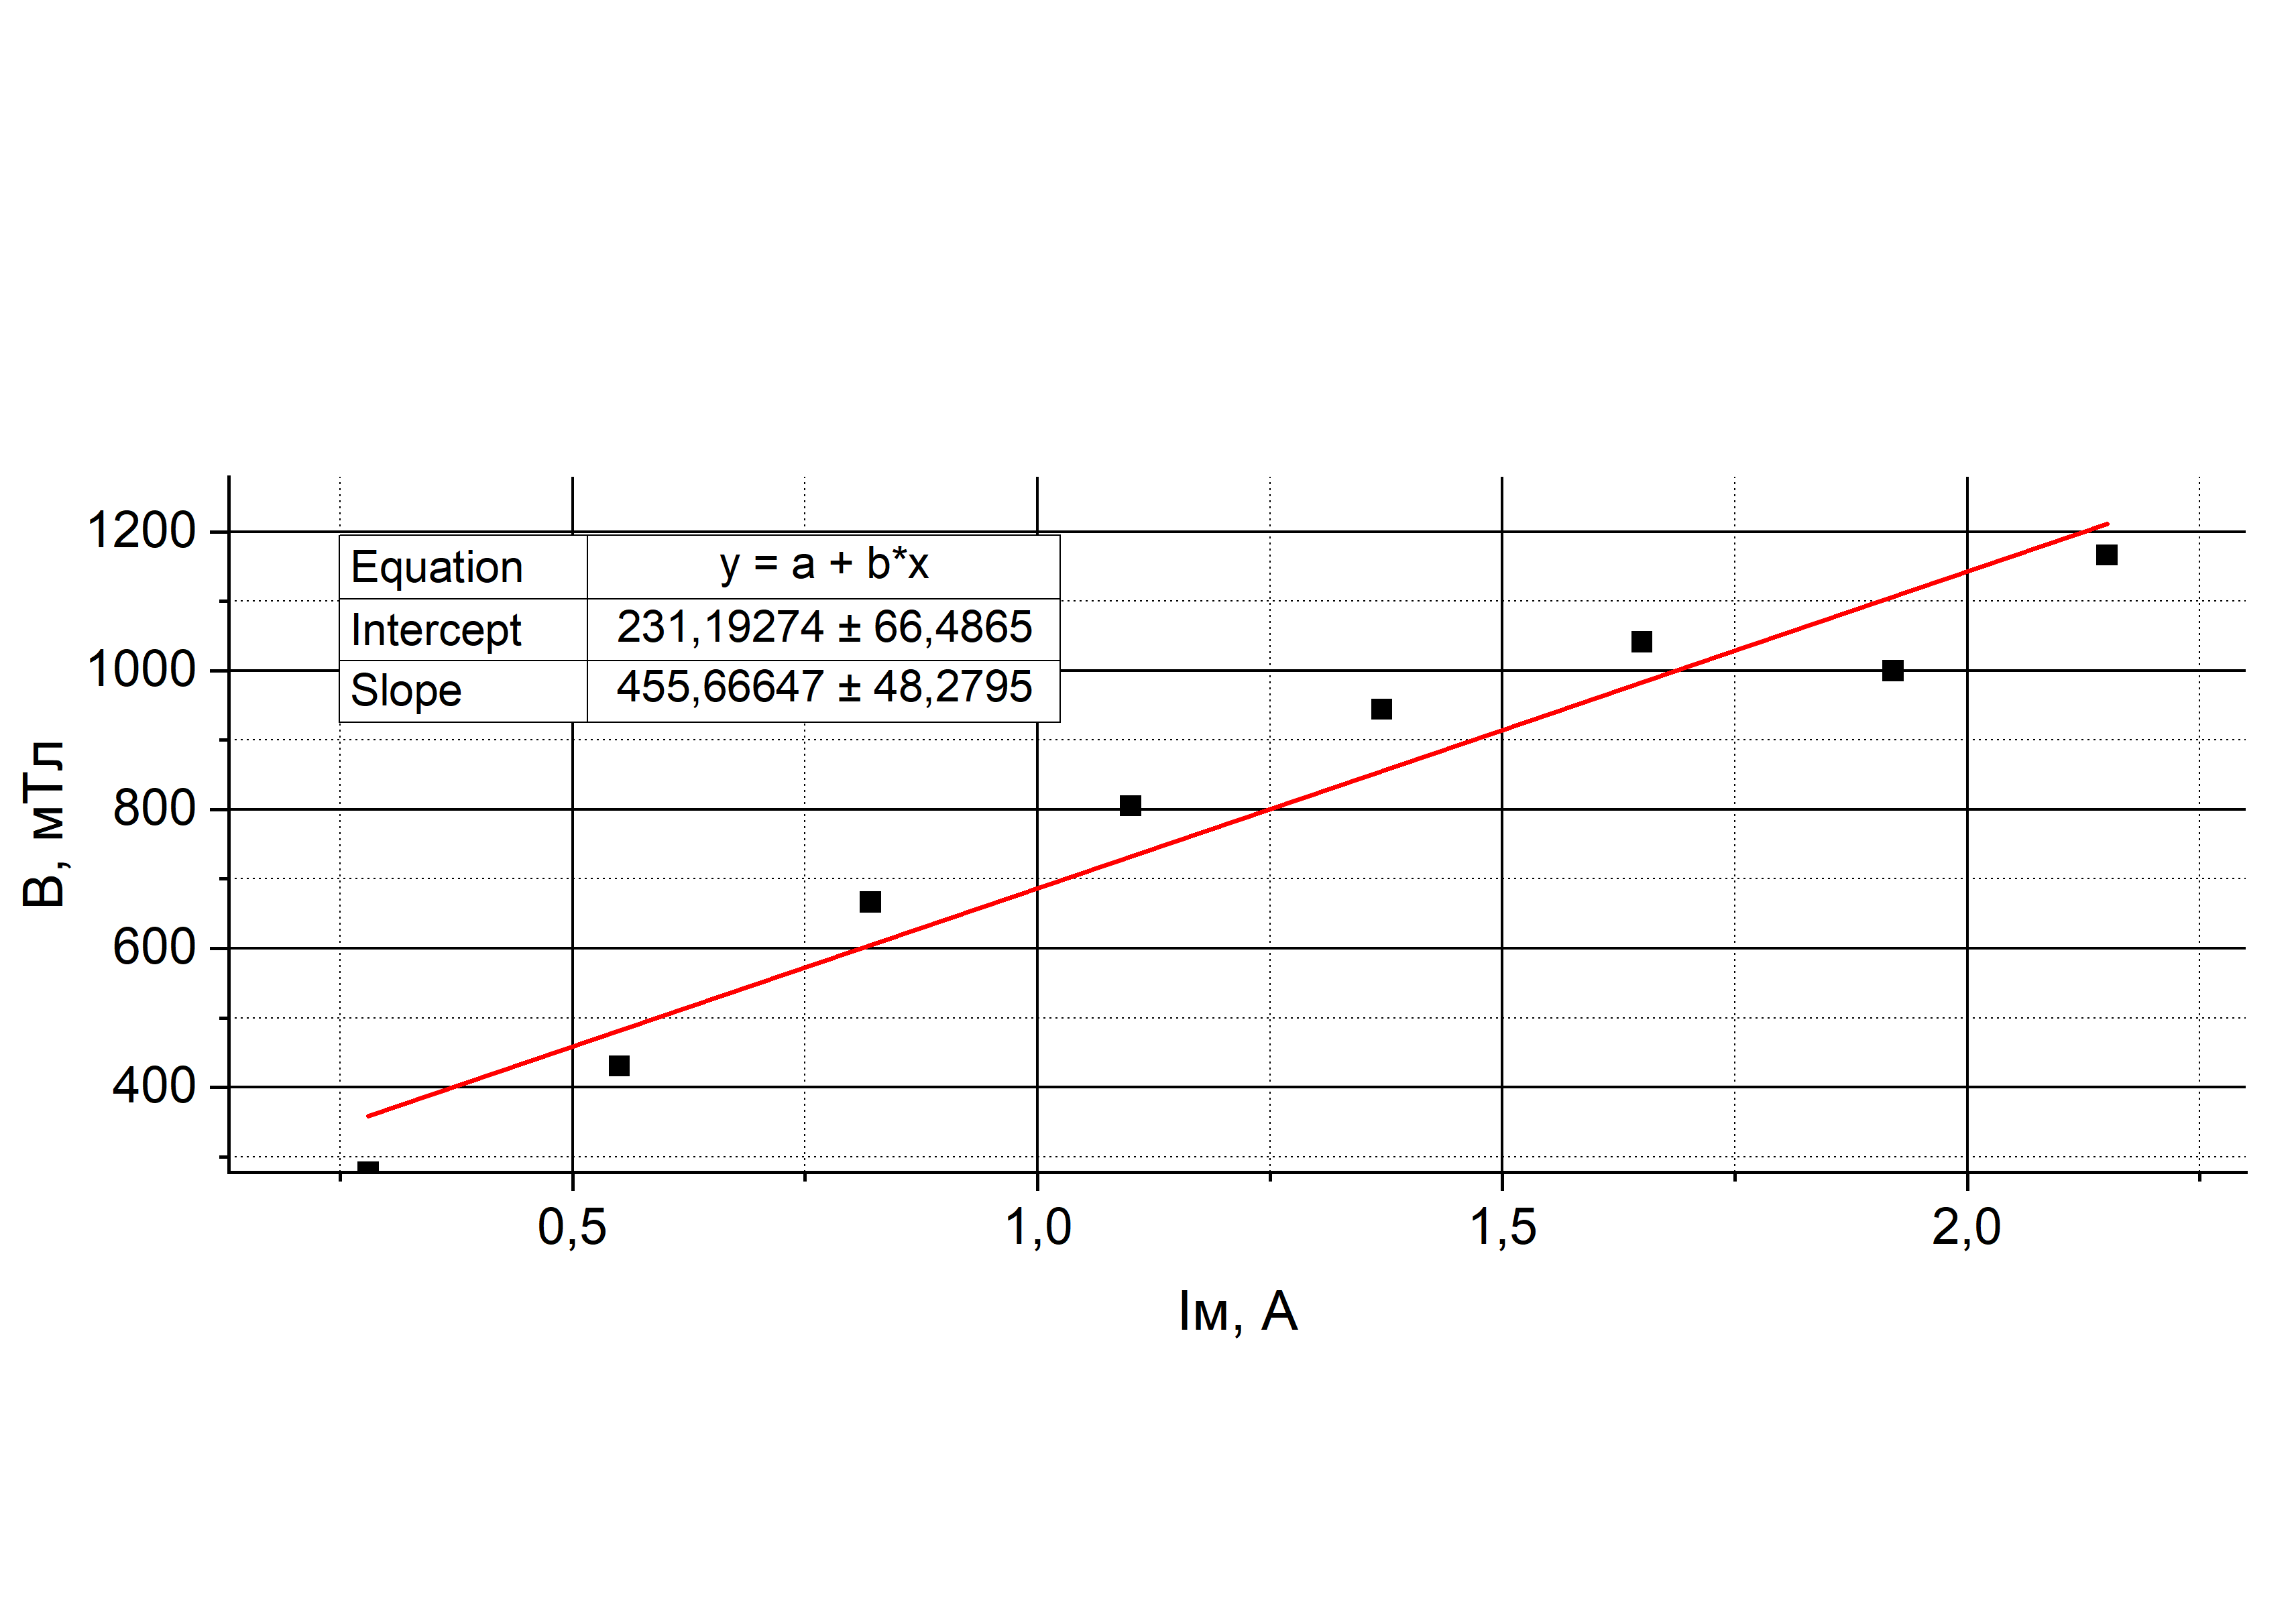 1200
1000
800
600
400
B, мТл
Equation y = a + b*x
Intercept 231,19274 ± 66,4865
Slope 455,66647 ± 48,2795
0,5 1,0 1,5 2,0
Iм, А